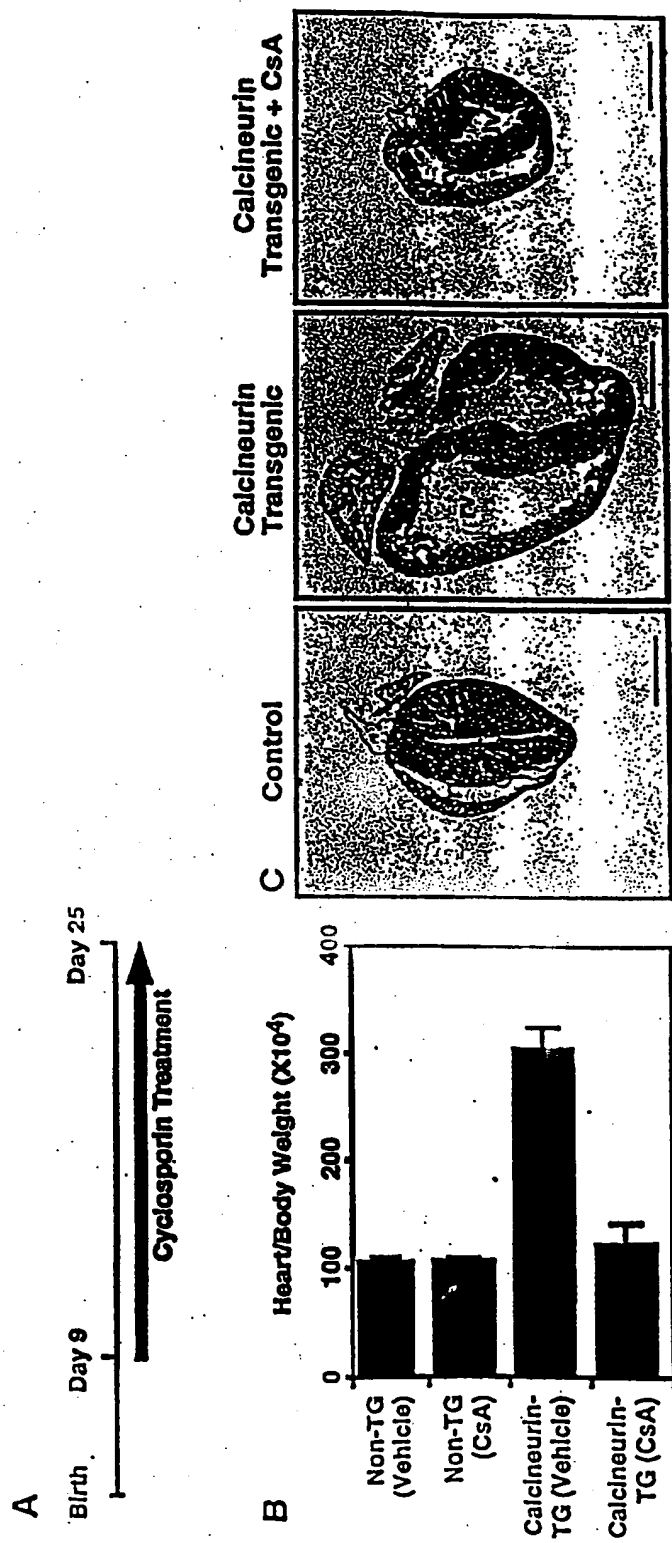 A
Birth
Day 9
Day 25
Cyclosporin Treatment
B
Heart/Body Weight (X10⁴)
0
100
200
300
400
Non-TG
(Vehicle)
Non-TG
(CsA)
Calcineurin-
TG (Vehicle)
Calcineurin-
TG (CsA)
C
Control
Calcineurin
Transgenic
Calcineurin
Transgenic + CsA